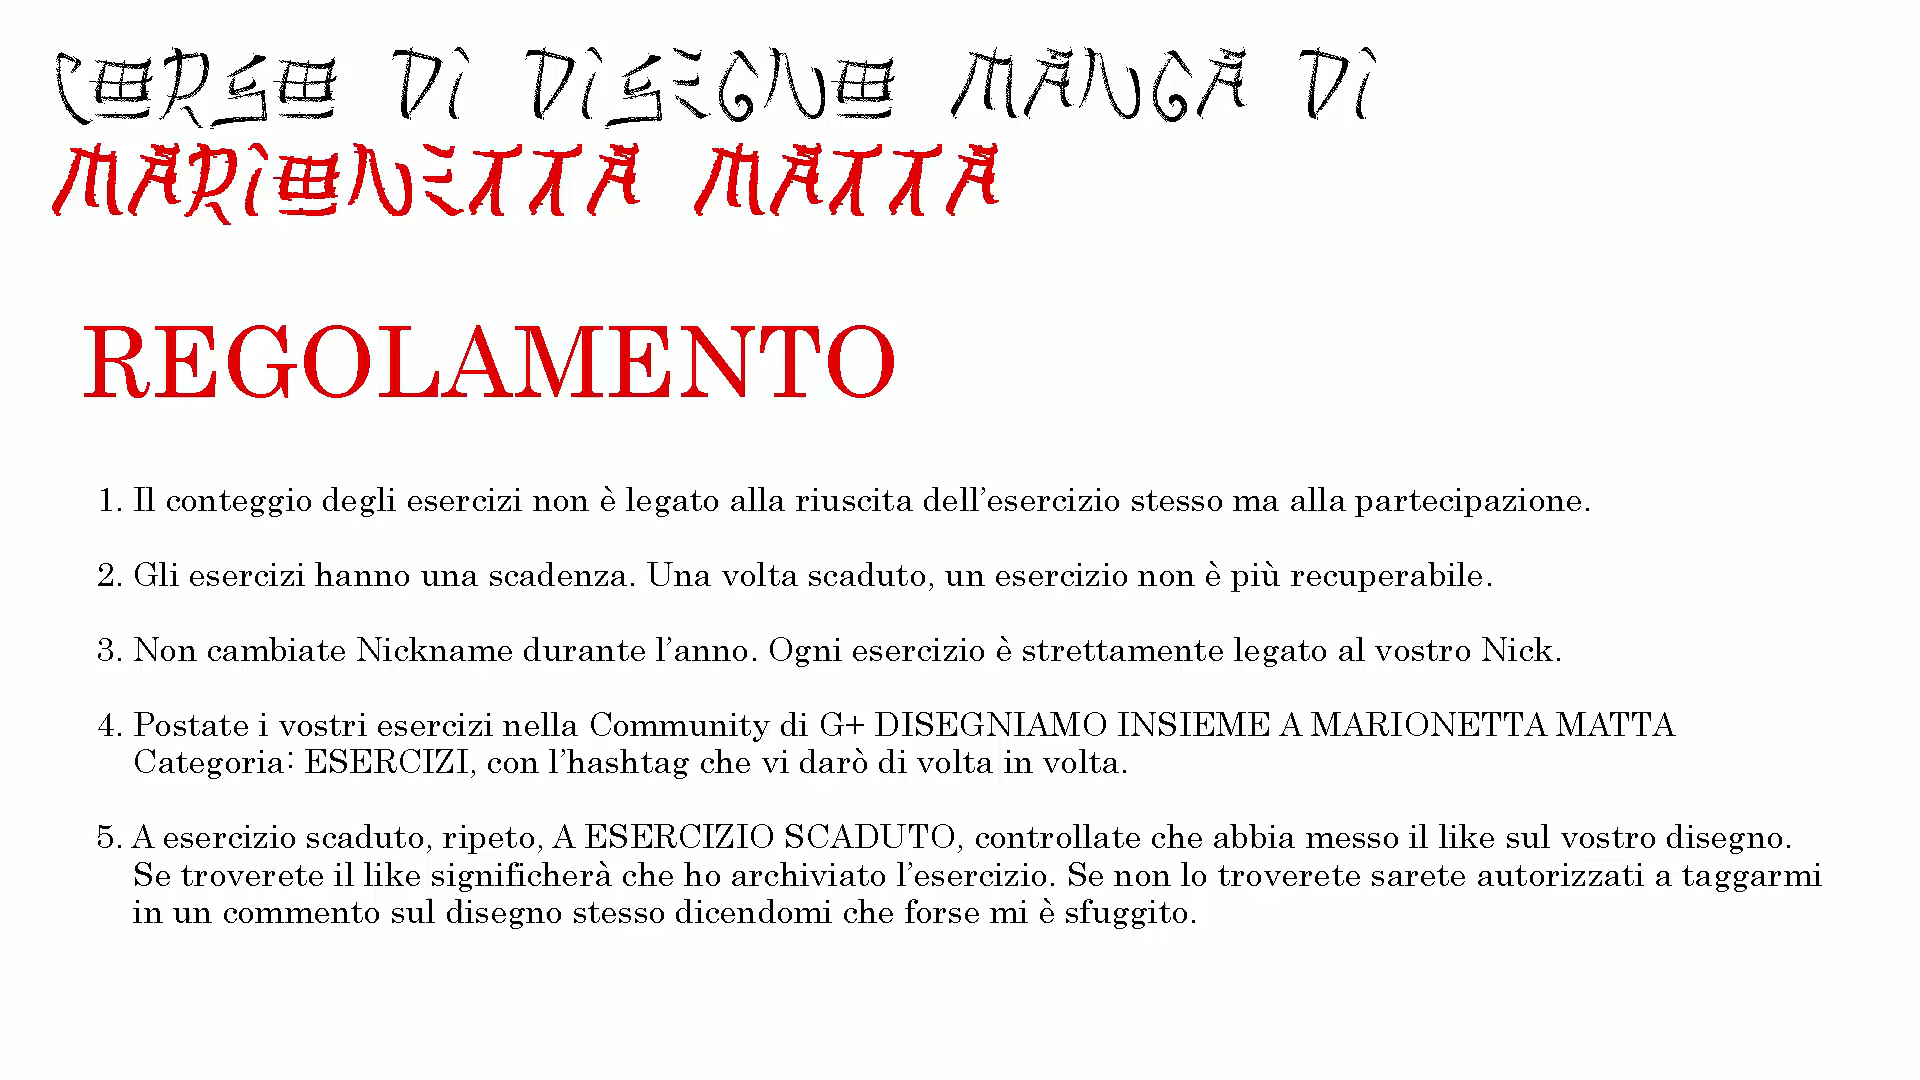 CORSO DI DISEGNO MANGA DI
MARIONETTA MATTA
REGOLAMENTO
1. Il conteggio degli esercizi non è legato alla riuscita dell'esercizio stesso ma alla partecipazione.
2. Gli esercizi hanno una scadenza. Una volta scaduto, un esercizio non è più recuperabile.
3. Non cambiate Nickname durante l'anno. Ogni esercizio è strettamente legato al vostro Nick.
4. Postate i vostri esercizi nella Community di G+ DISEGNIAMO INSIEME A MARIONETTA MATTA
Categoria: ESERCIZI, con l'hashtag che vi darò di volta in volta.
5. A esercizio scaduto, ripeto, A ESERCIZIO SCADUTO, controllate che abbia messo il like sul vostro disegno.
Se troverete il like significherà che ho archiviato l'esercizio. Se non lo troverete sarete autorizzati a taggarmi
in un commento sul disegno stesso dicendomi che forse mi è sfuggito.